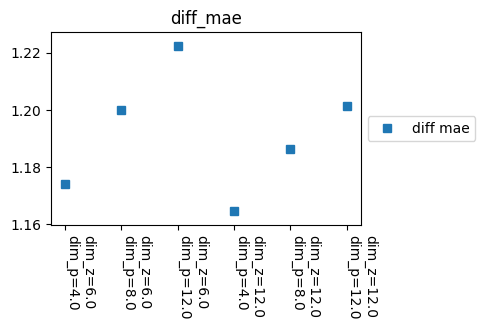 diff_mae
1.22
1.20
1.18
1.16
diff mae
dim_z=6.0
dim_p=4.0
dim_z=6.0
dim_p=8.0
dim_z=6.0
dim_p=12.0
dim_z=12.0
dim_p=4.0
dim_z=12.0
dim_p=8.0
dim_z=12.0
dim_p=12.0